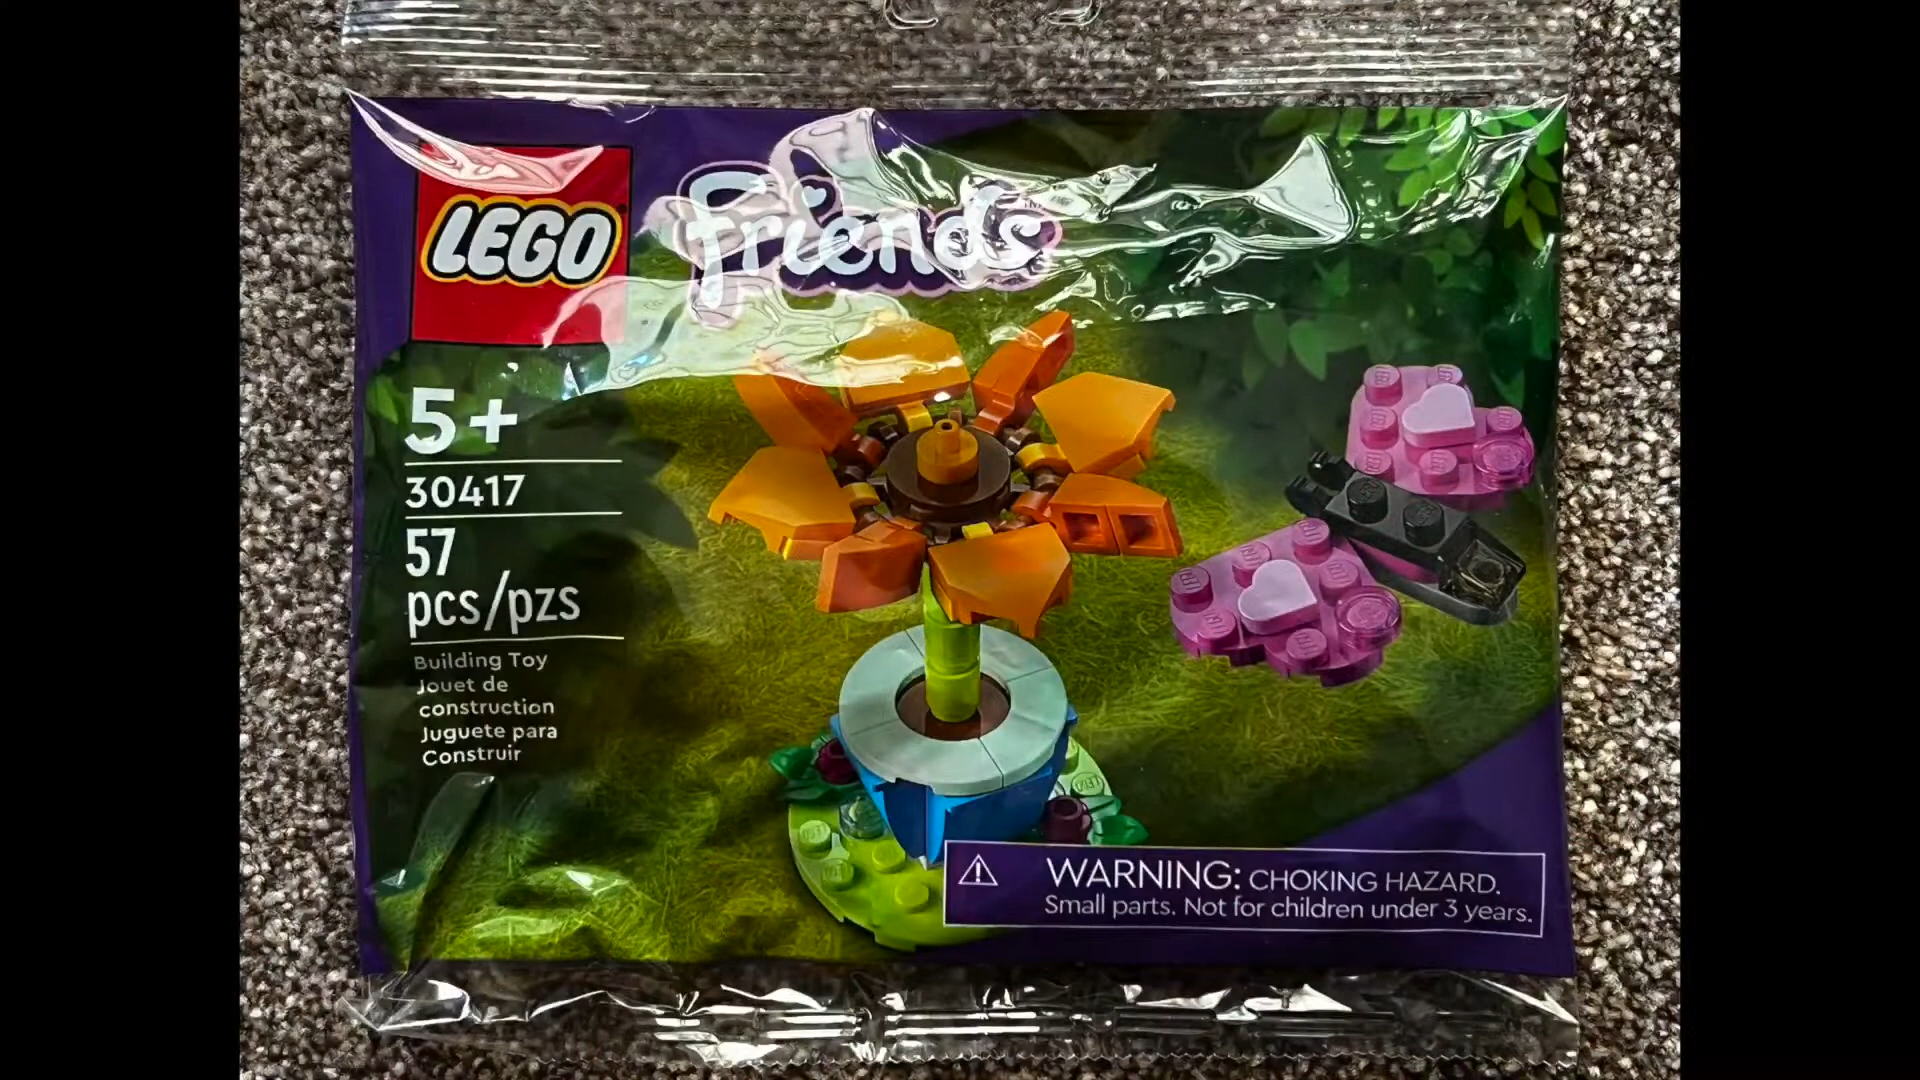 LEGO
friends
5+
30417
57
pcs/pzs
Building Toy
Jouet de
construction
Juguete para
Construir
WARNING: CHOKING HAZARD.
Small parts. Not for children under 3 years.